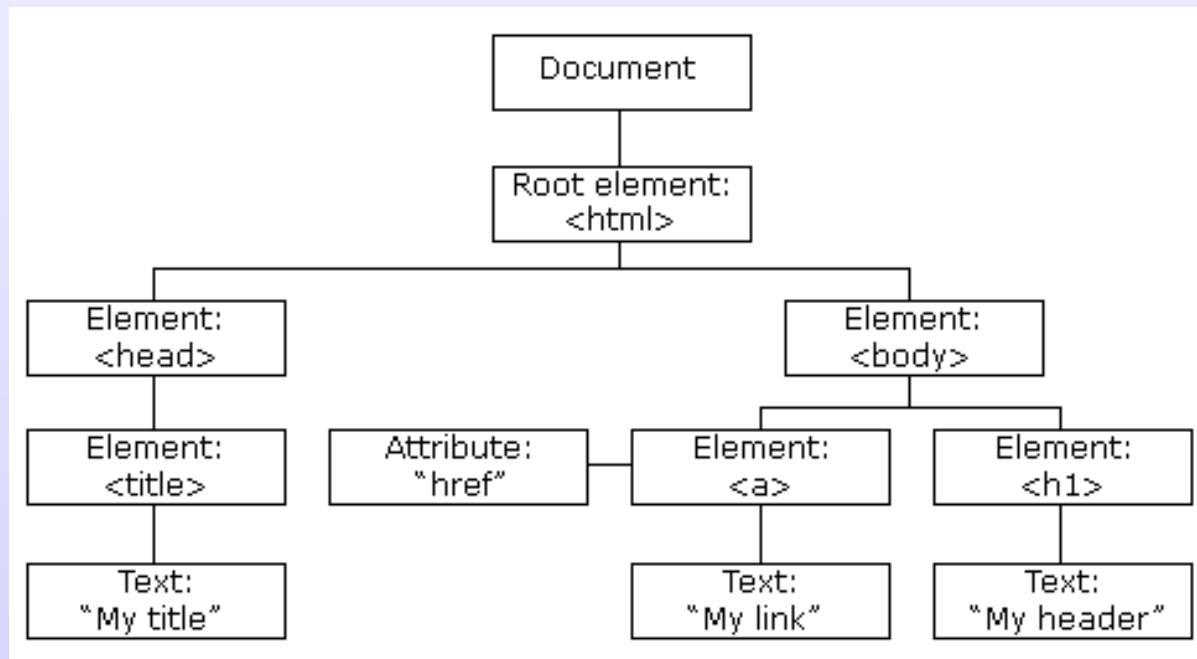 Document
Root element:
<html>
Element:
<head>
Element:
<body>
Element:
<title>
Attribute:
“href”
Element:
<a>
Element:
<h1>
Text:
“My title”
Text:
“My link”
Text:
“My header”